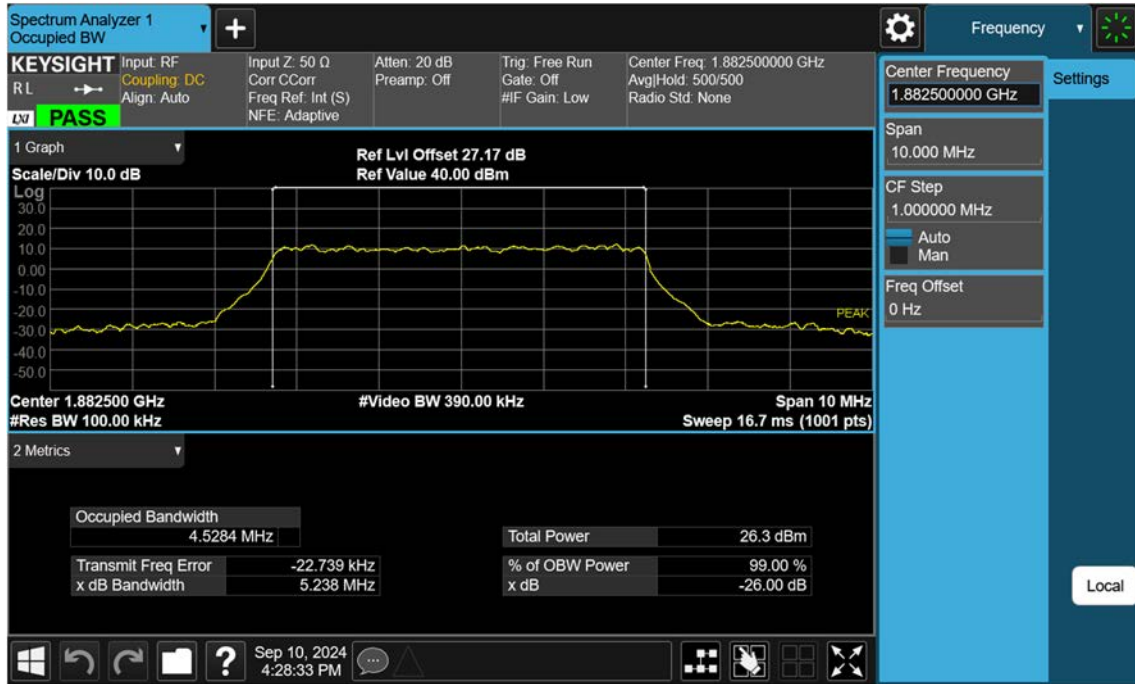 Spectrum Analyzer 1
Occupied BW
Frequency
KEYSIGHT
R L
LXI
PASS
Input: RF
Coupling: DC
Align: Auto
Input Z: 50 Ω
Corr CCorr
Freq Ref: Int (S)
NFE: Adaptive
Atten: 20 dB
Preamp: Off
Trig: Free Run
Gate: Off
#IF Gain: Low
Center Freq: 1.882500000 GHz
Avg|Hold: 500/500
Radio Std: None
Center Frequency
1.882500000 GHz
Settings
Span
10.000 MHz
CF Step
1.000000 MHz
Auto
Man
Freq Offset
0 Hz
Local
1 Graph
Scale/Div 10.0 dB
Ref Lvl Offset 27.17 dB
Ref Value 40.00 dBm
Log
30.0
20.0
10.0
0.00
-10.0
-20.0
-30.0
-40.0
-50.0
PEAK
Center 1.882500 GHz
#Video BW 390.00 kHz
Span 10 MHz
#Res BW 100.00 kHz
Sweep 16.7 ms (1001 pts)
2 Metrics
Occupied Bandwidth
4.5284 MHz
Total Power 26.3 dBm
Transmit Freq Error -22.739 kHz
% of OBW Power 99.00 %
x dB Bandwidth 5.238 MHz
x dB -26.00 dB
?
Sep 10, 2024
4:28:33 PM